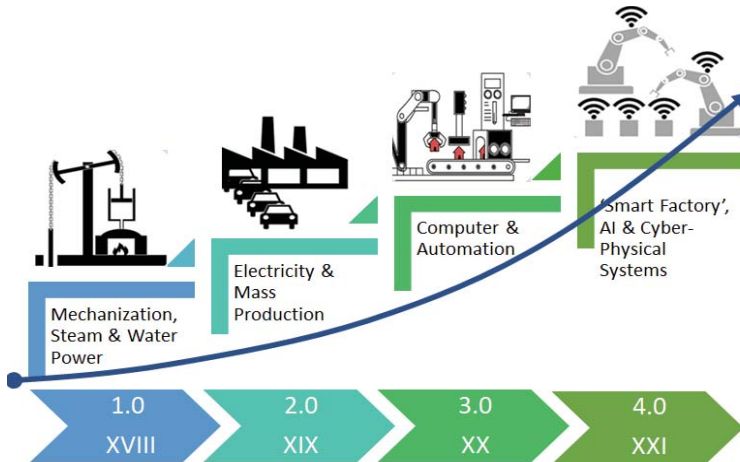 Mechanization,
Steam & Water
Power
Electricity &
Mass
Production
Computer &
Automation
‘Smart Factory’,
AI & Cyber-
Physical
Systems
1.0
XVIII
2.0
XIX
3.0
XX
4.0
XXI